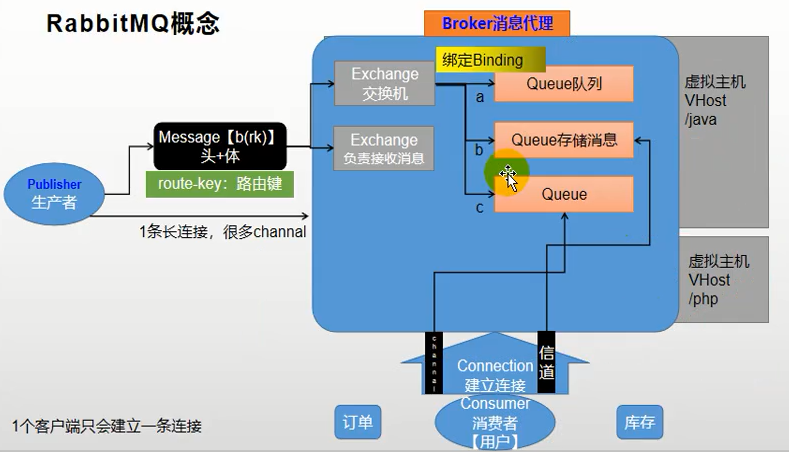 RabbitMQ概念
Broker消息代理
绑定Binding
Exchange
交换机
Queue队列
a
虚拟主机
VHost
/java
Message【b(rk)】
头+体
Exchange
负责接收消息
Queue存储消息
b
route-key：路由键
Publisher
生产者
Queue
c
1条长连接，很多channal
虚拟主机
VHost
/php
channal
信道
Connection
建立连接
Consumer
消费者
【用户】
订单
库存
1个客户端只会建立一条连接